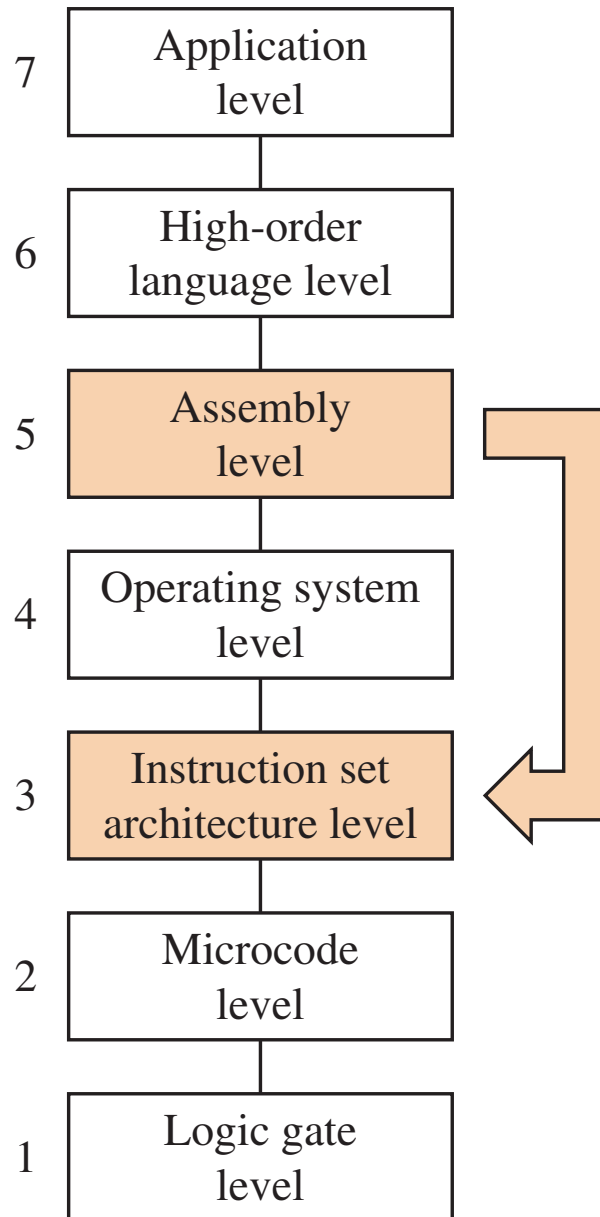 7
Application
level
6
High-order
language level
5
Assembly
level
4
Operating system
level
3
Instruction set
architecture level
2
Microcode
level
1
Logic gate
level